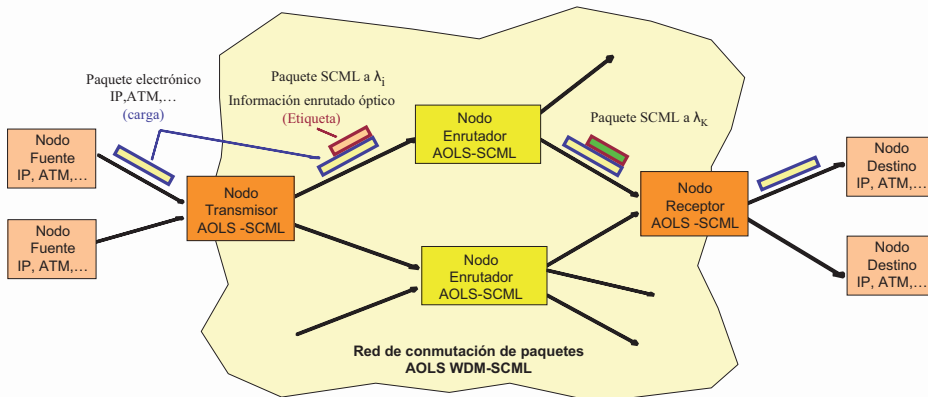 Paquete electrónico
IP,ATM,…
(carga)
Paquete SCML a λi
Información enrutado óptico
(Etiqueta)
Nodo
Enrutador
AOLS-SCML
Paquete SCML a λK
Nodo
Fuente
IP, ATM,…
Nodo
Fuente
IP, ATM,…
Nodo
Transmisor
AOLS -SCML
Nodo
Enrutador
AOLS-SCML
Nodo
Receptor
AOLS -SCML
Nodo
Destino
IP, ATM,…
Nodo
Destino
IP, ATM,…
Red de conmutación de paquetes
AOLS WDM-SCML